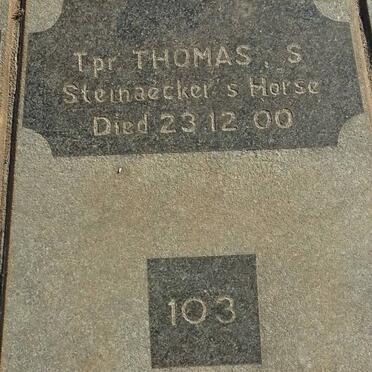 Tpr THOMAS, S
Steinaecker's Horse
Died 23 12 00
103